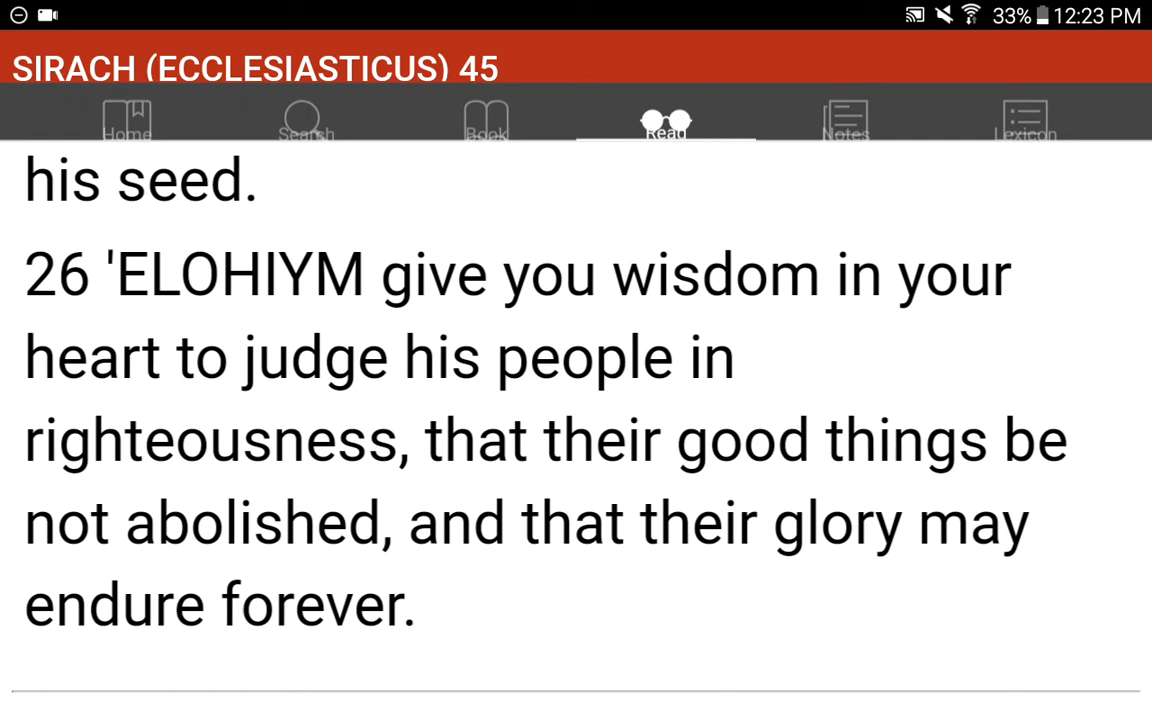 33% 12:23 PM
SIRACH (ECCLESIASTICUS) 45
Home Search Book Read Notes Lexicon
his seed.
26 'ELOHIYM give you wisdom in your
heart to judge his people in
righteousness, that their good things be
not abolished, and that their glory may
endure forever.